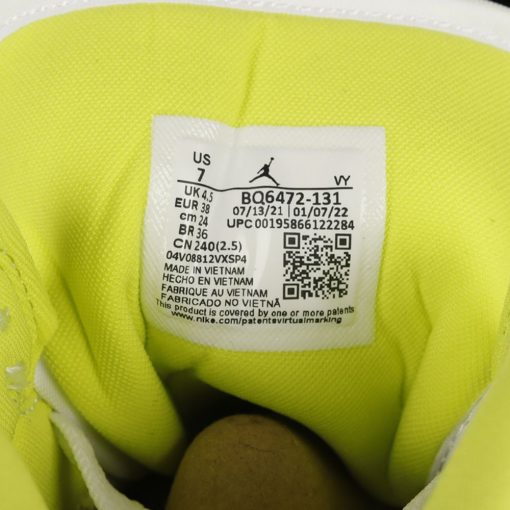 US
7
VY
UK 4.5
EUR 38
cm 24
BR 36
CN 240(2.5)
BQ6472-131
07/13/21 | 01/07/22
UPC 00195866122284
04V08812VXSP4
MADE IN VIETNAM
HECHO EN VIETNAM
FABRIQUE AU VIETNAM
FABRICADO NO VIETNÃ
This product is covered by one or more patents
www.nike.com/patentsvirtualmarking